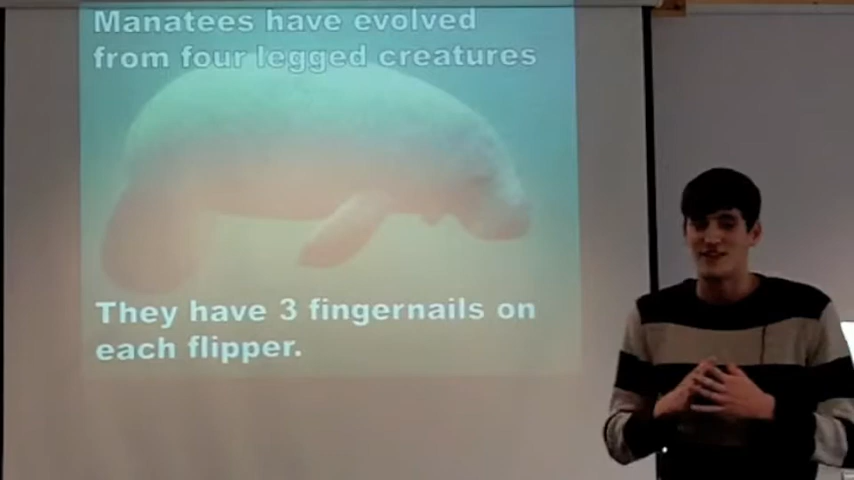 Manatees have evolved
from four legged creatures
They have 3 fingernails on
each flipper.